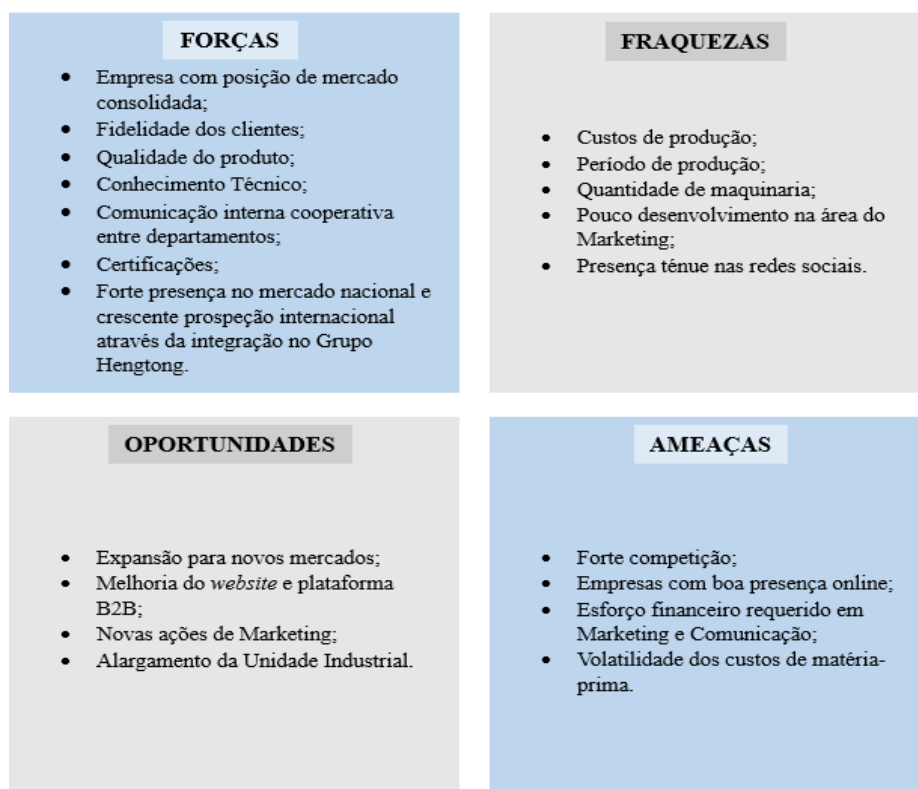 FORÇAS
• Empresa com posição de mercado
consolidada;
• Fidelidade dos clientes;
• Qualidade do produto;
• Conhecimento Técnico;
• Comunicação interna cooperativa
entre departamentos;
• Certificações;
• Forte presença no mercado nacional e
crescente prospeção internacional
através da integração no Grupo
Hengtong.
FRAQUEZAS
• Custos de produção;
• Período de produção;
• Quantidade de maquinaria;
• Pouco desenvolvimento na área do
Marketing;
• Presença ténue nas redes sociais.
OPORTUNIDADES
• Expansão para novos mercados;
• Melhoria do website e plataforma
B2B;
• Novas ações de Marketing;
• Alargamento da Unidade Industrial.
AMEAÇAS
• Forte competição;
• Empresas com boa presença online;
• Esforço financeiro requerido em
Marketing e Comunicação;
• Volatilidade dos custos de matéria-
prima.